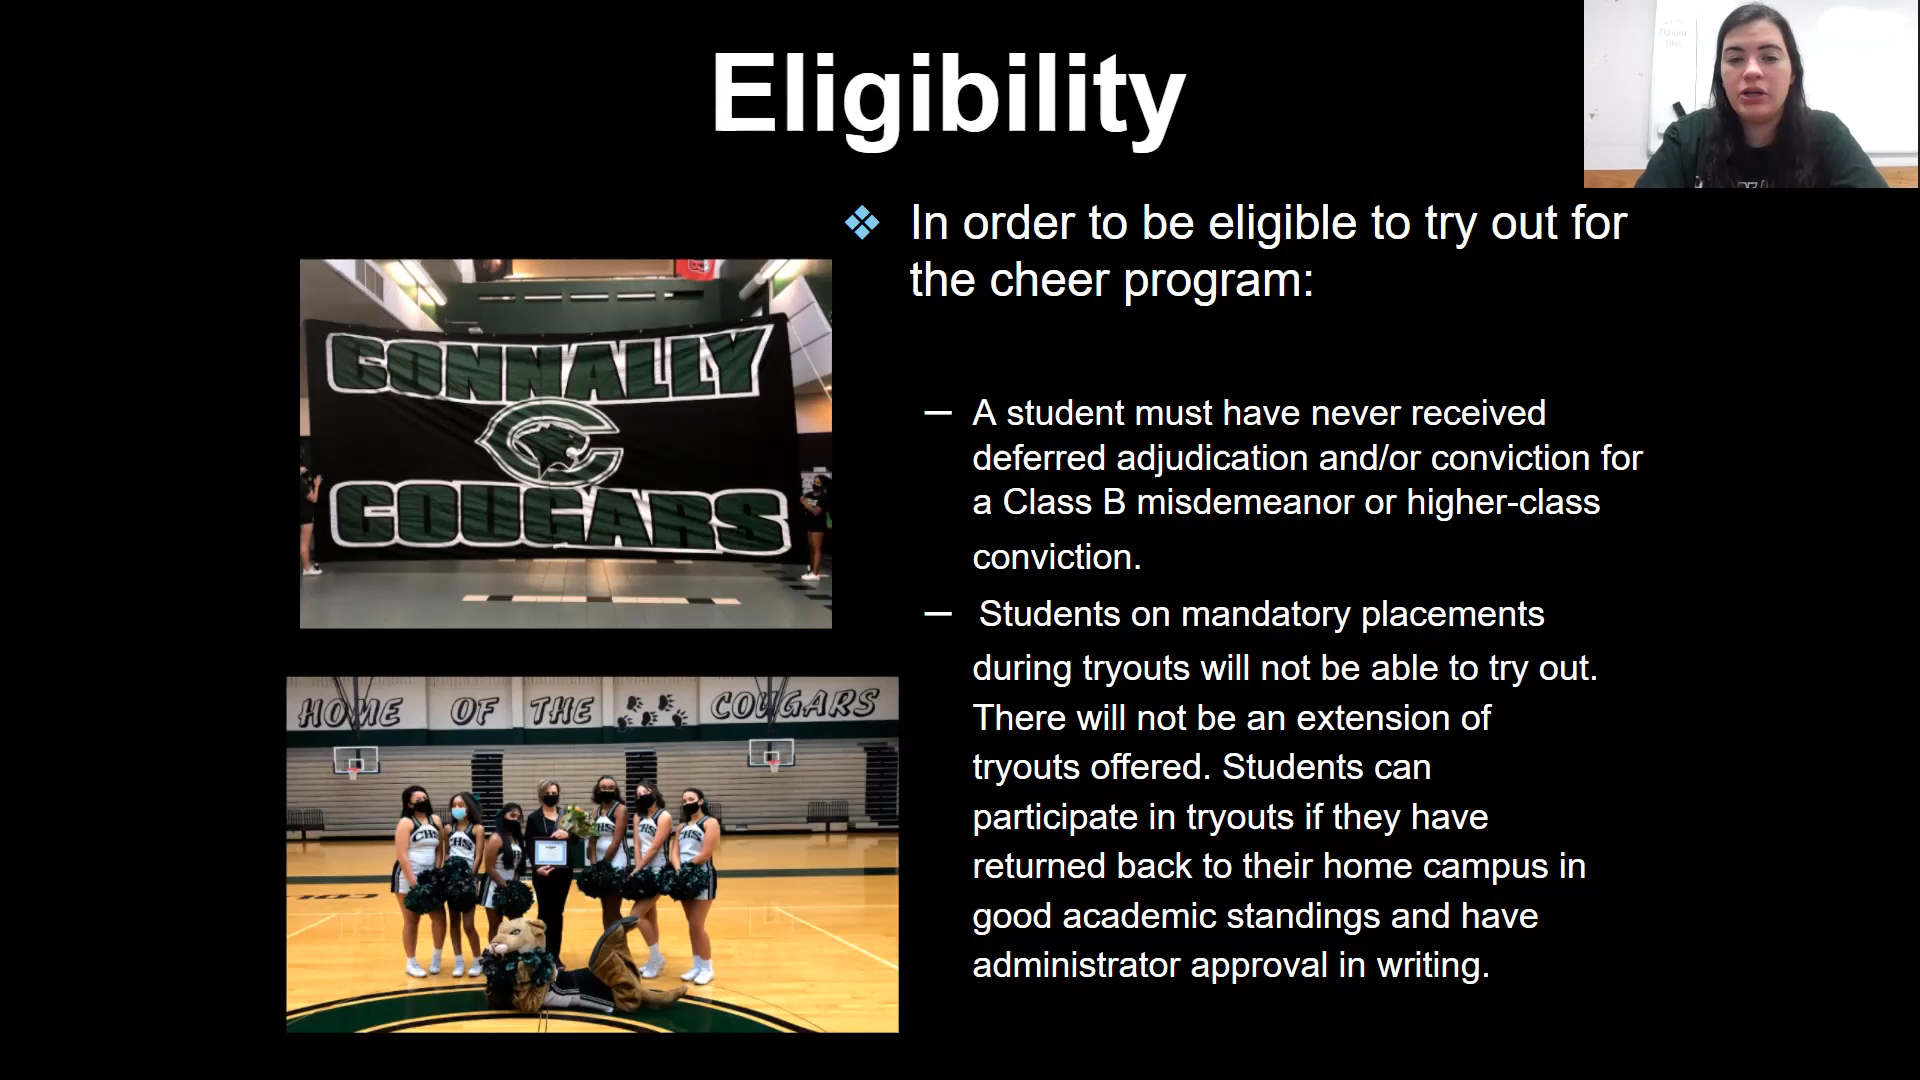 Eligibility
In order to be eligible to try out for
the cheer program:
— A student must have never received
deferred adjudication and/or conviction for
a Class B misdemeanor or higher-class
conviction.
— Students on mandatory placements
during tryouts will not be able to try out.
There will not be an extension of
tryouts offered. Students can
participate in tryouts if they have
returned back to their home campus in
good academic standings and have
administrator approval in writing.
CONNALLY
C
COUGARS
HOME OF THE COUGARS
CHS
CHS
CHS
CHS
CHS